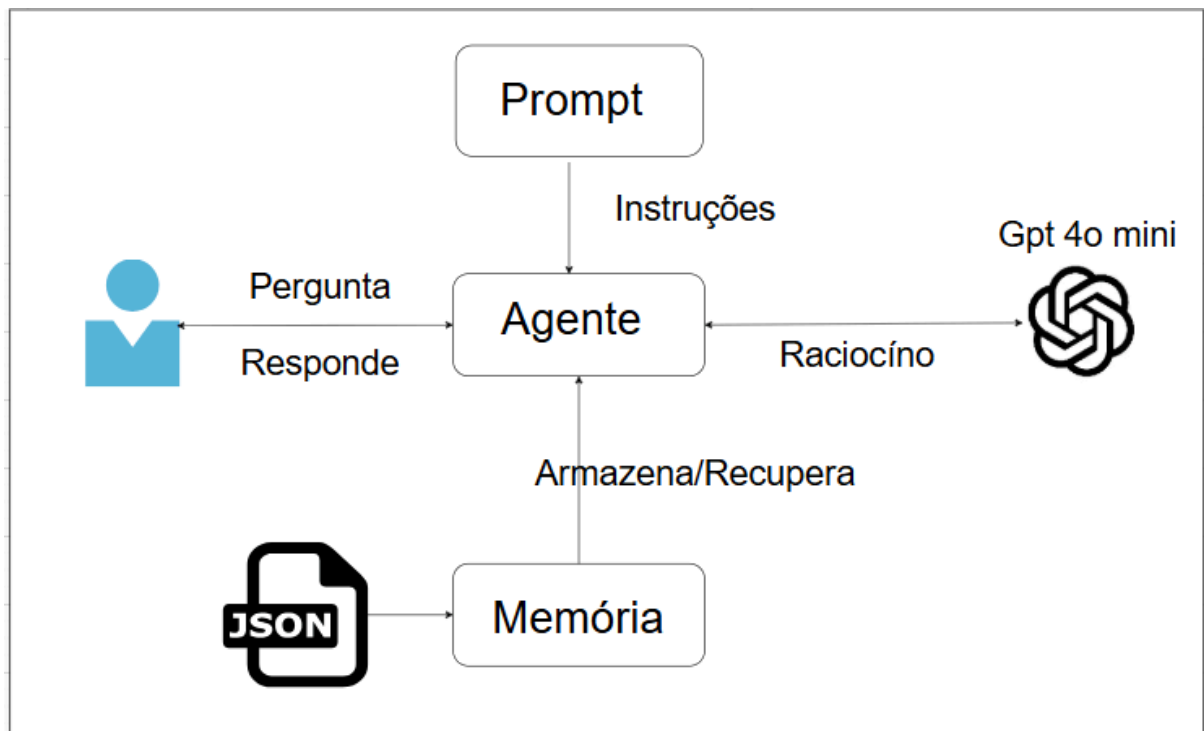 Prompt
Instruções
Gpt 4o mini
Pergunta
Agente
Responde
Raciocíno
Armazena/Recupera
JSON
Memória